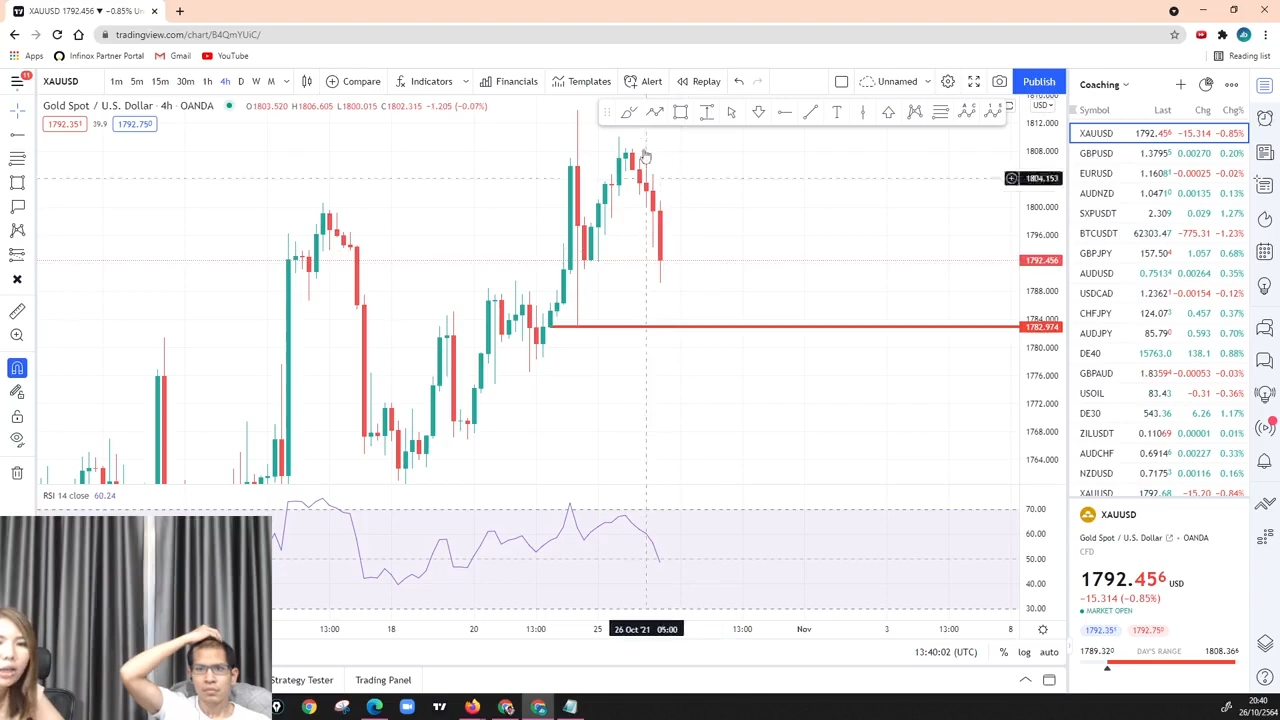 XAUUSD 1792.456 ▼ −0.85% Un
tradingview.com/chart/B4QmYUiC/
Apps Infinox Partner Portal Gmail YouTube Reading list
11
XAUUSD 1m 5m 15m 30m 1h 4h D W M Compare Indicators Financials Templates Alert Replay Unnamed Publish
Gold Spot / U.S. Dollar · 4h · OANDA O1803.520 H1806.605 L1800.015 C1802.315 −1.205 (−0.07%)
1792.351 39.9 1792.750
USD
1812.000
1808.000
1804.153
1800.000
1796.000
1792.456
1788.000
1784.000
1782.974
1780.000
1776.000
1772.000
1768.000
1764.000
RSI 14 close 60.24
70.00
60.00
50.00
40.00
30.00
13:00 18 20 13:00 25 26 Oct '21 05:00 13:00 Nov 3 13:00 8
13:40:02 (UTC) % log auto
Strategy Tester Trading Panel
Coaching
Symbol Last Chg Chg%
XAUUSD 1792.456 −15.314 −0.85%
GBPUSD 1.3795 0.00270 0.20%
EURUSD 1.16081 −0.00025 −0.02%
AUDNZD 1.04710 0.00135 0.13%
SXPUSDT 2.309 0.029 1.27%
BTCUSDT 62303.47 −775.31 −1.23%
GBPJPY 157.504 1.057 0.68%
AUDUSD 0.75134 0.00264 0.35%
USDCAD 1.23621 −0.00154 −0.12%
CHFJPY 124.073 0.457 0.37%
AUDJPY 85.790 0.593 0.70%
DE40 15763.0 138.1 0.88%
GBPAUD 1.83594 −0.00053 −0.03%
USOIL 83.43 −0.31 −0.36%
DE30 543.36 6.26 1.17%
ZILUSDT 0.11069 0.00001 0.01%
AUDCHF 0.69146 0.00227 0.33%
NZDUSD 0.71753 0.00116 0.16%
XAUUSD 1792.68 −15.20 −0.84%
XAUUSD
Gold Spot / U.S. Dollar · OANDA
CFD
1792.456 USD
−15.314 (−0.85%)
MARKET OPEN
1792.351 1792.750
1789.320 DAY'S RANGE 1808.366
20:40
26/10/2564